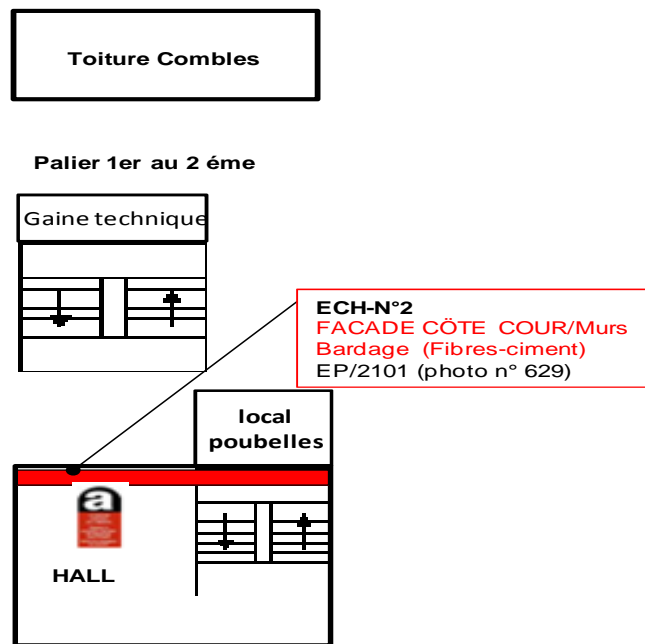 Toiture Combles
Palier 1er au 2 éme
Gaine technique
ECH-N°2
FACADE CÖTE COUR/Murs
Bardage (Fibres-ciment)
EP/2101 (photo n° 629)
local
poubelles
a
HALL